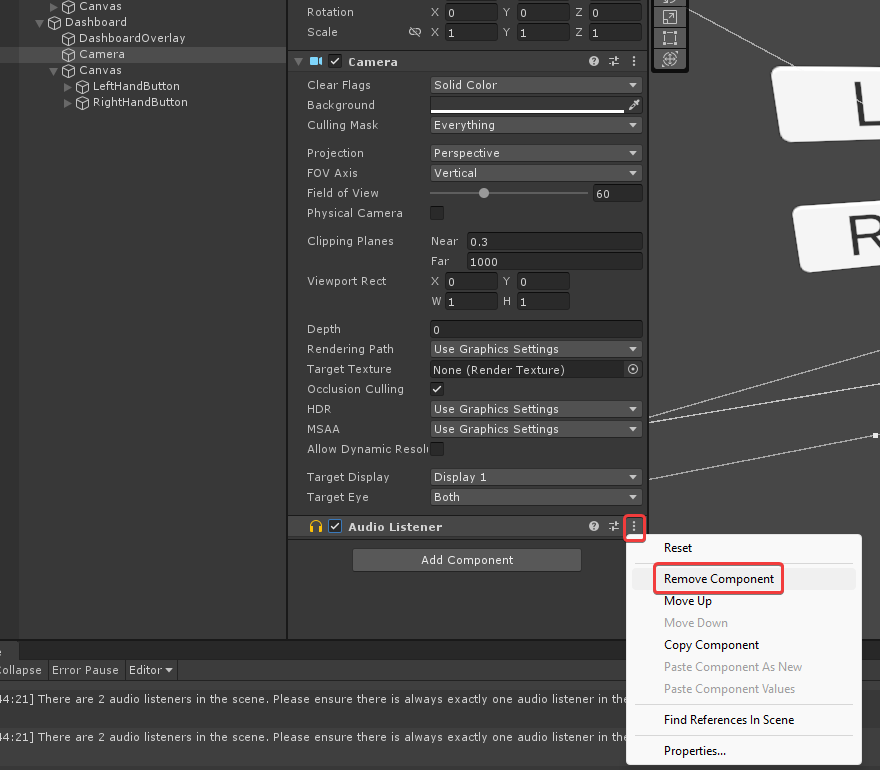 Canvas
Dashboard
DashboardOverlay
Camera
Canvas
LeftHandButton
RightHandButton
Rotation X 0 Y 0 Z 0
Scale X 1 Y 1 Z 1
Camera
Clear Flags Solid Color
Background
Culling Mask Everything
Projection Perspective
FOV Axis Vertical
Field of View 60
Physical Camera
Clipping Planes Near 0.3
Far 1000
Viewport Rect X 0 Y 0
W 1 H 1
Depth 0
Rendering Path Use Graphics Settings
Target Texture None (Render Texture)
Occlusion Culling
HDR Use Graphics Settings
MSAA Use Graphics Settings
Allow Dynamic Resolu
Target Display Display 1
Target Eye Both
Audio Listener
Add Component
L
R
Reset
Remove Component
Move Up
Move Down
Copy Component
Paste Component As New
Paste Component Values
Find References In Scene
Properties...
ollapse Error Pause Editor
44:21] There are 2 audio listeners in the scene. Please ensure there is always exactly one audio listener in the
44:21] There are 2 audio listeners in the scene. Please ensure there is always exactly one audio listener in the